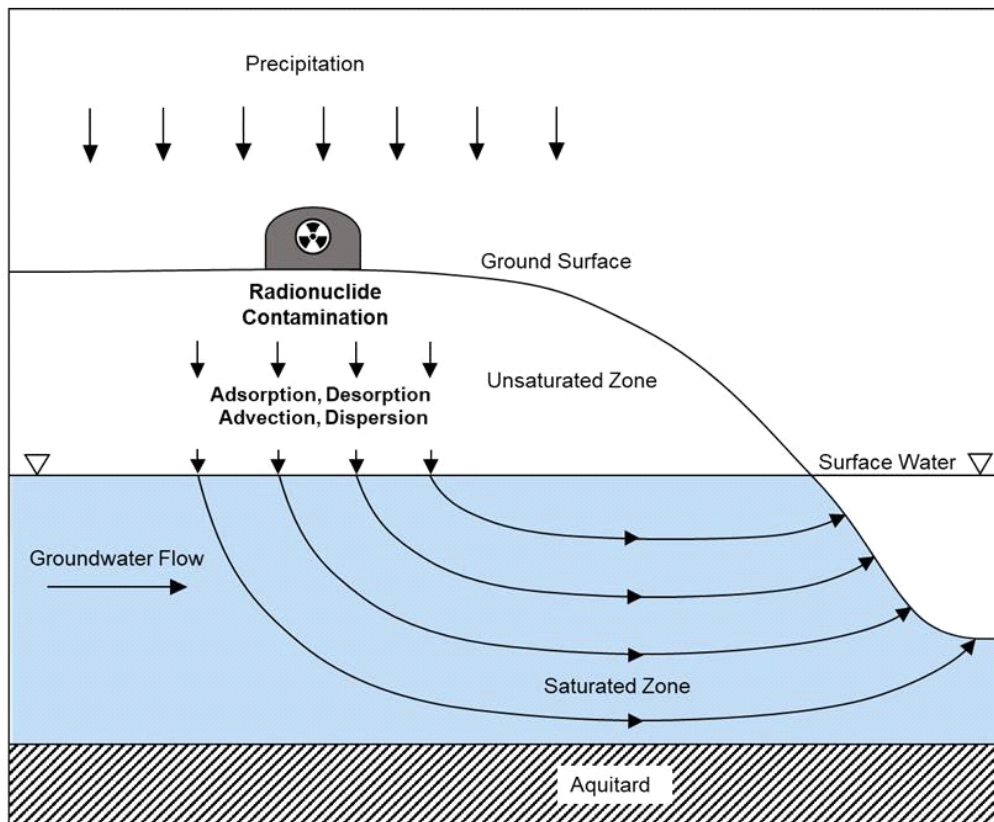 Precipitation
Ground Surface
Radionuclide
Contamination
Unsaturated Zone
Adsorption, Desorption
Advection, Dispersion
Surface Water
Groundwater Flow
Saturated Zone
Aquitard